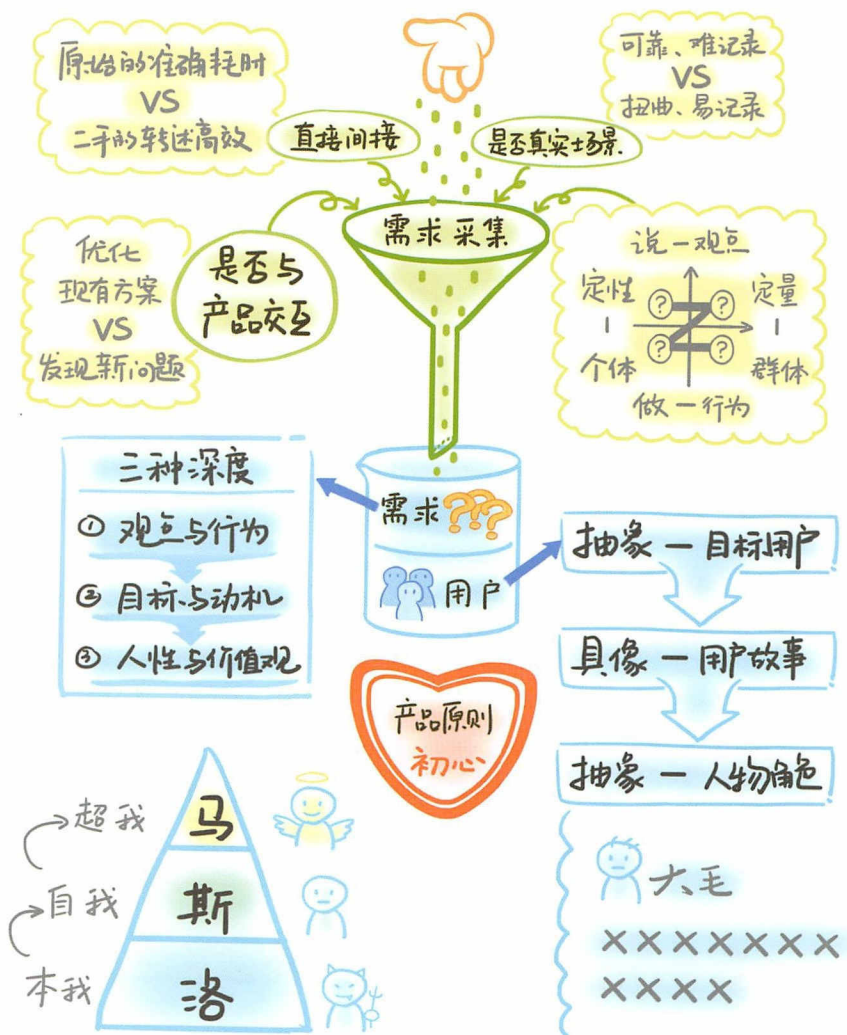 原始的准确耗时
VS
二手的转述高效
可靠、难记录
VS
扭曲、易记录
直接间接
是否真实场景
需求采集
优化
现有方案
VS
发现新问题
是否与
产品交互
说一观点
定性
定量
? ?
? ?
个体
群体
做一行为
三种深度
① 观点与行为
② 目标与动机
③ 人性与价值观
需求 ???
用户
抽象一目标用户
具像一用户故事
抽象一人物角色
产品原则
初心
超我
马
自我
斯
本我
洛
大毛
×××××××
××××